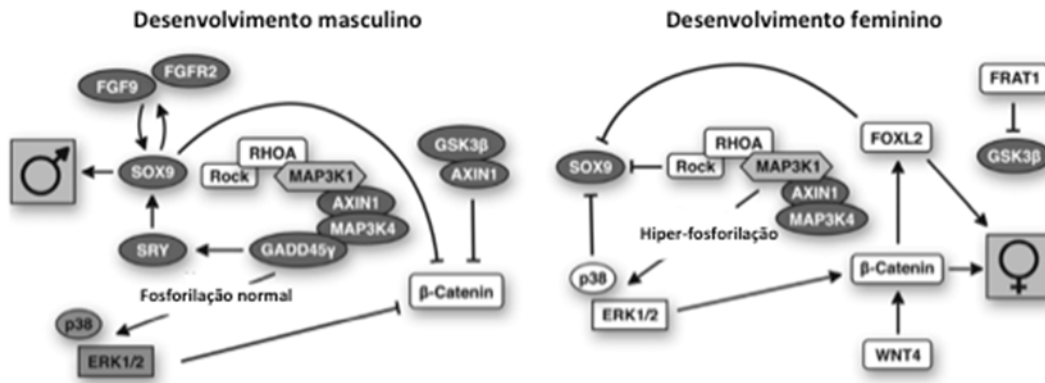 Desenvolvimento masculino
FGF9
FGFR2
SOX9
RHOA
Rock
MAP3K1
AXIN1
MAP3K4
GSK3β
AXIN1
SRY
GADD45γ
Fosforilação normal
β-Catenin
p38
ERK1/2
Desenvolvimento feminino
FRAT1
GSK3β
FOXL2
SOX9
RHOA
Rock
MAP3K1
AXIN1
MAP3K4
Hiper-fosforilação
p38
ERK1/2
β-Catenin
WNT4